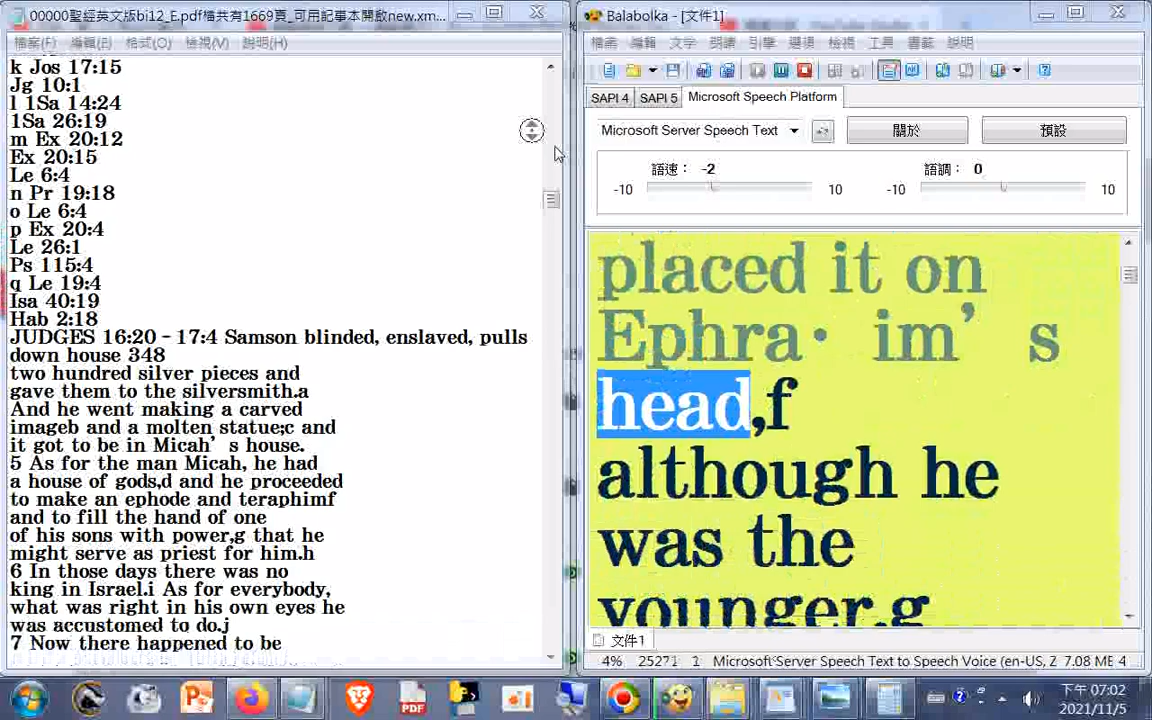 00000聖經英文版bi12_E.pdf檔共有1669頁_可用記事本開啟new.xm...
檔案(F) 編輯(E) 格式(O) 檢視(V) 說明(H)
k Jos 17:15
Jg 10:1
l 1Sa 14:24
1Sa 26:19
m Ex 20:12
Ex 20:15
Le 6:4
n Pr 19:18
o Le 6:4
p Ex 20:4
Le 26:1
Ps 115:4
q Le 19:4
Isa 40:19
Hab 2:18
JUDGES 16:20 - 17:4 Samson blinded, enslaved, pulls
down house 348
two hundred silver pieces and
gave them to the silversmith.a
And he went making a carved
imageb and a molten statue;c and
it got to be in Micah’s house.
5 As for the man Micah, he had
a house of gods,d and he proceeded
to make an ephode and teraphimf
and to fill the hand of one
of his sons with power,g that he
might serve as priest for him.h
6 In those days there was no
king in Israel.i As for everybody,
what was right in his own eyes he
was accustomed to do.j
7 Now there happened to be
Balabolka - [文件1]
檔案 編輯 文字 朗讀 引擎 選項 檢視 工具 書籤 說明
SAPI 4 SAPI 5 Microsoft Speech Platform
Microsoft Server Speech Text 關於 預設
語速： -2 語調： 0
-10 10 -10 10
placed it on
Ephra· im’ s
head,f
although he
was the
younger,g
文件1
4% 25271 1 Microsoft Server Speech Text to Speech Voice (en-US, Z 7.08 ME 4
下午 07:02
2021/11/5